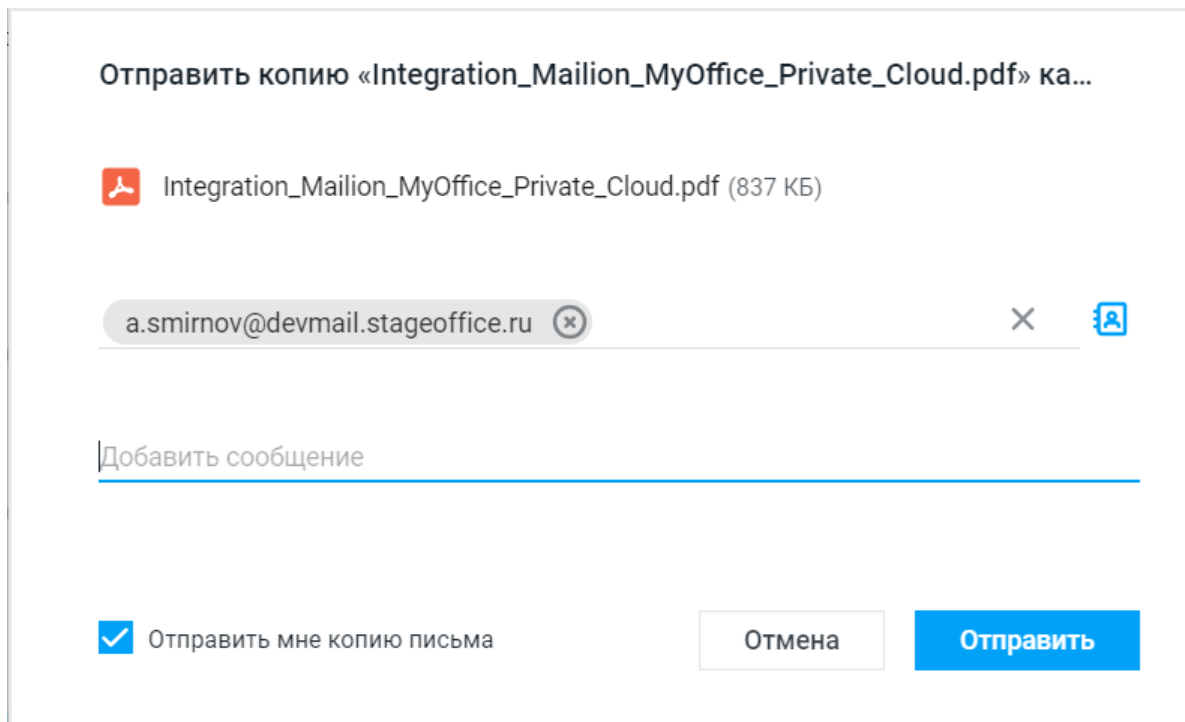 Отправить копию «Integration_Mailion_MyOffice_Private_Cloud.pdf» ка...
Integration_Mailion_MyOffice_Private_Cloud.pdf (837 КБ)
a.smirnov@devmail.stageoffice.ru
Добавить сообщение
Отправить мне копию письма Отмена Отправить